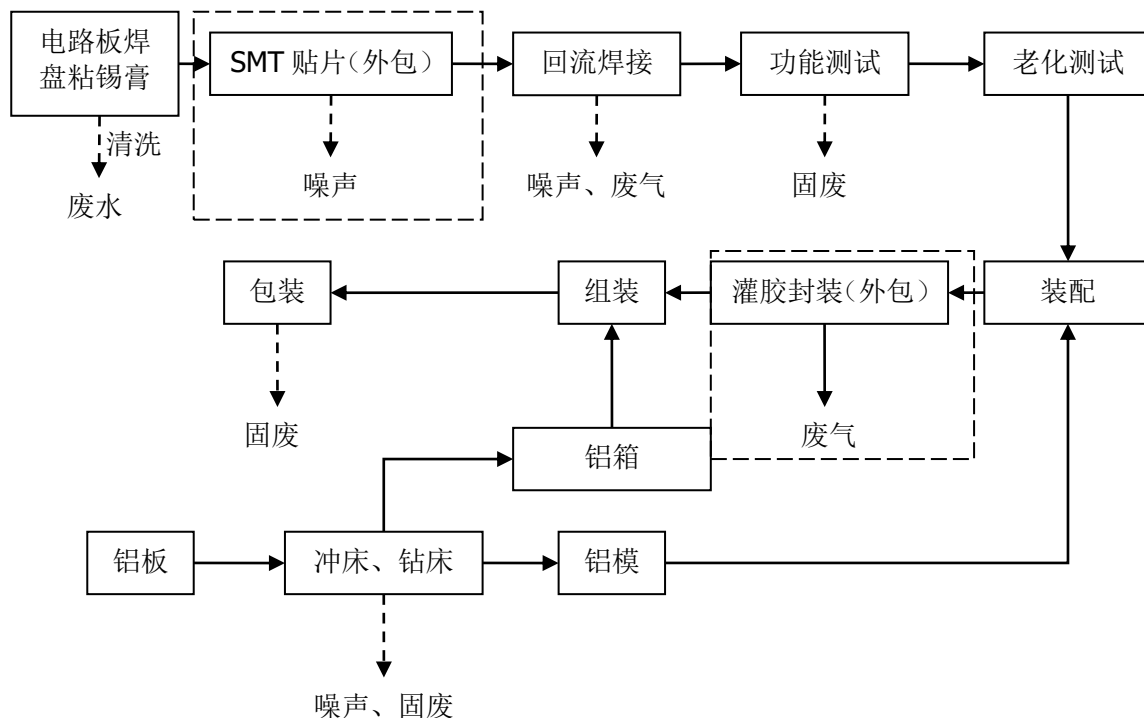 电路板焊
盘粘锡膏
SMT 贴片（外包）
回流焊接
功能测试
老化测试
清洗
废水
噪声
噪声、废气
固废
包装
组装
灌胶封装（外包）
装配
固废
铝箱
废气
铝板
冲床、钻床
铝模
噪声、固废